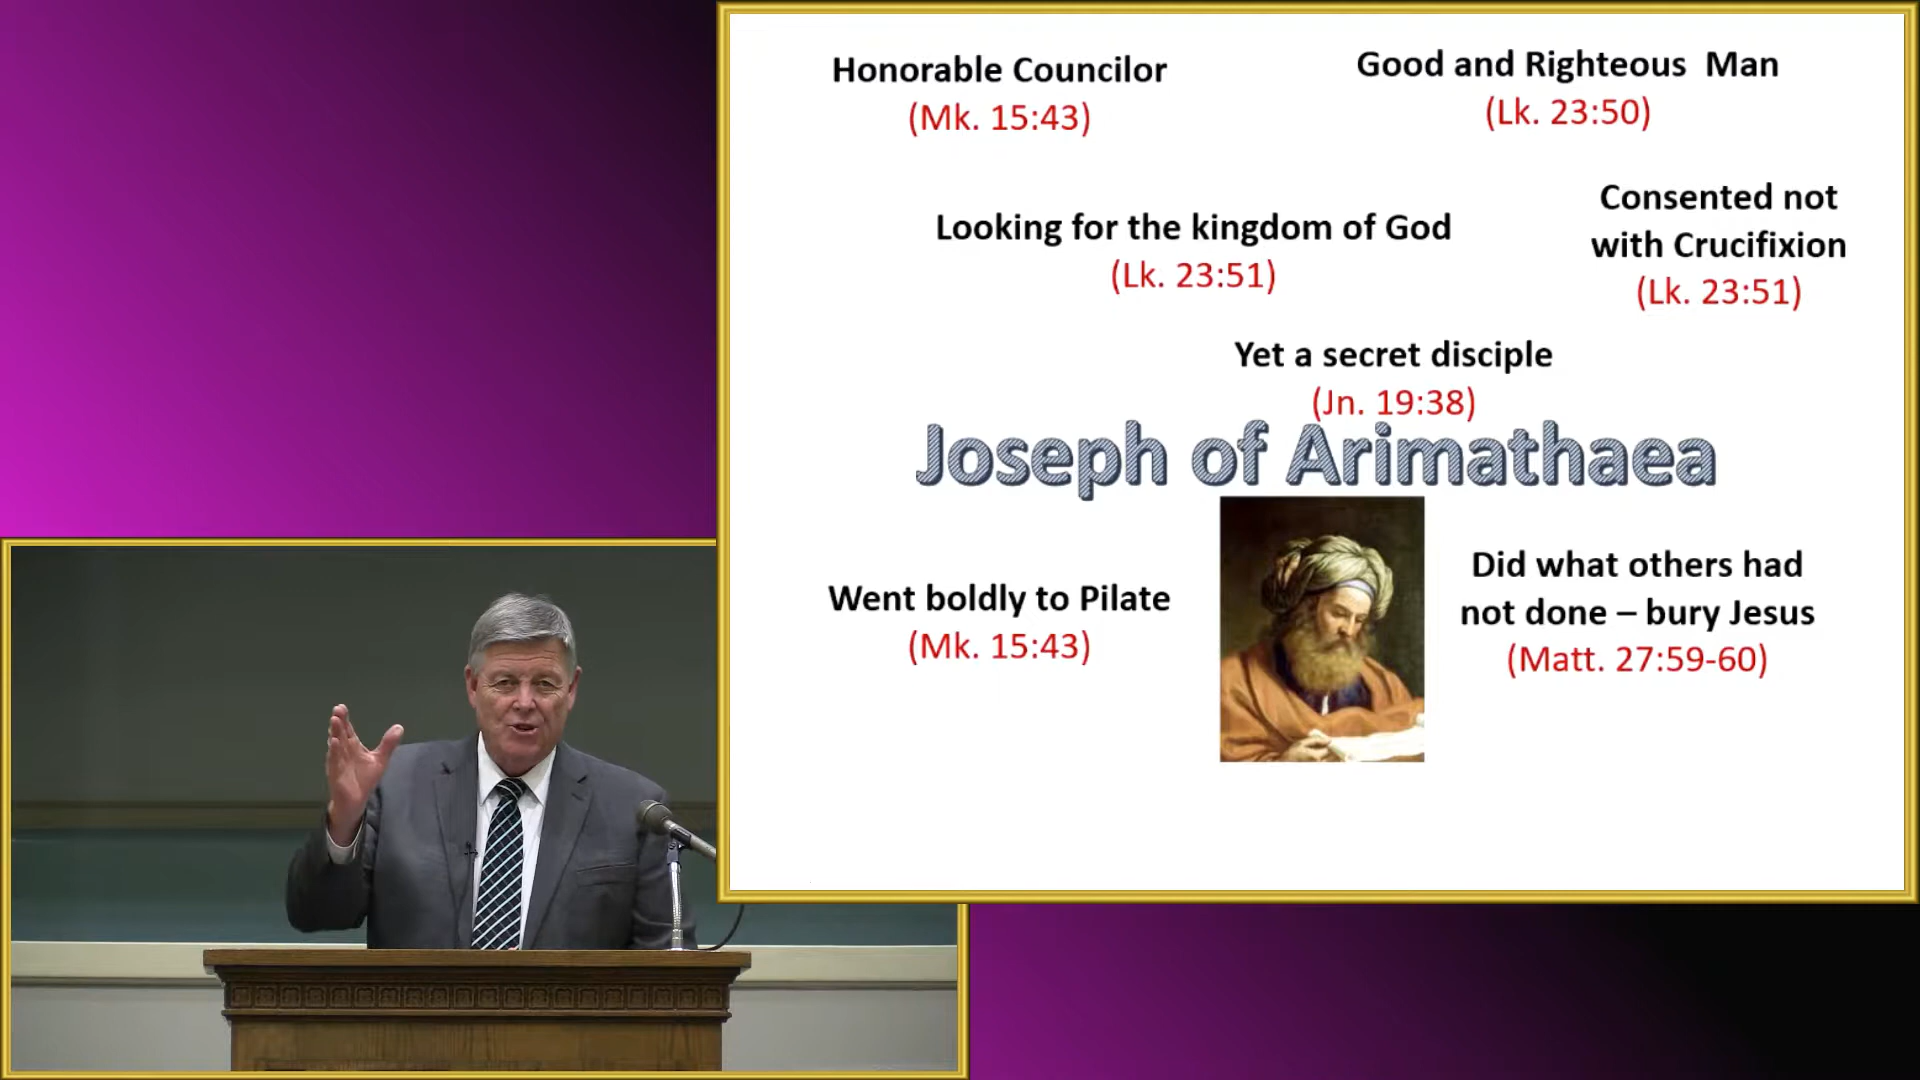 Honorable Councilor
(Mk. 15:43)
Good and Righteous Man
(Lk. 23:50)
Looking for the kingdom of God
(Lk. 23:51)
Consented not
with Crucifixion
(Lk. 23:51)
Yet a secret disciple
(Jn. 19:38)
Joseph of Arimathaea
Went boldly to Pilate
(Mk. 15:43)
Did what others had
not done – bury Jesus
(Matt. 27:59-60)